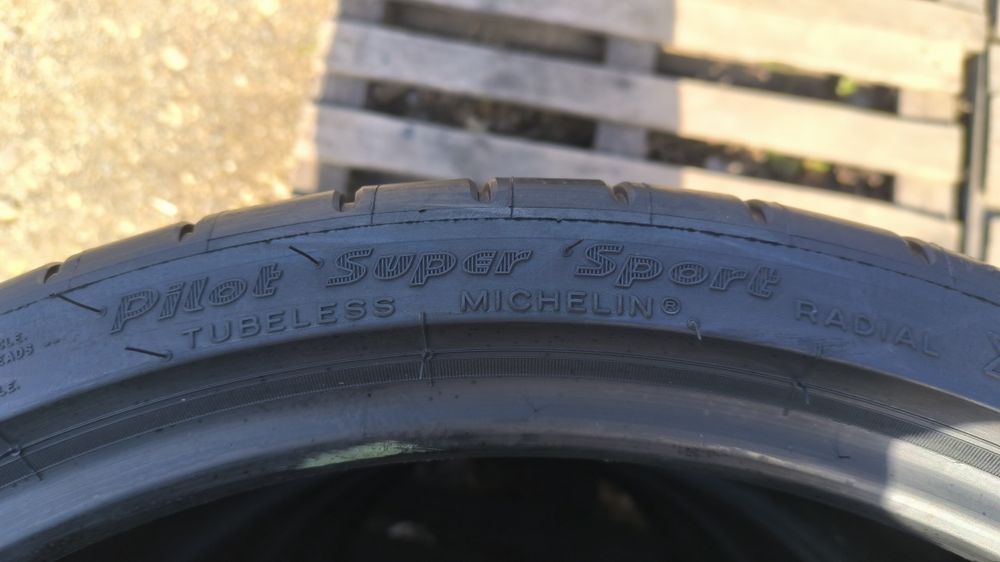 Pilot Super Sport
TUBELESS MICHELIN® RADIAL